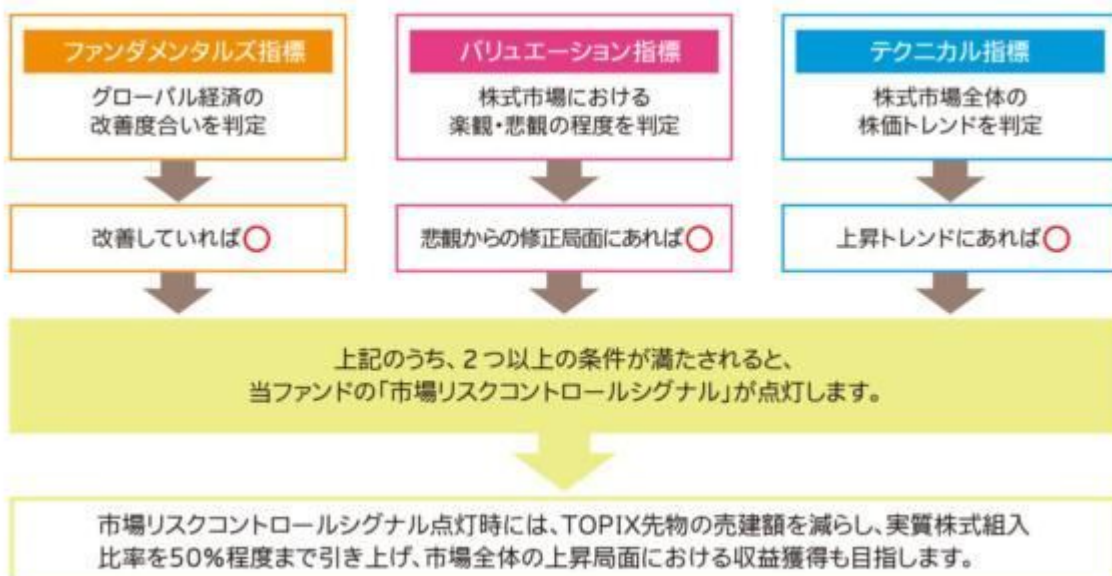 ファンダメンタルズ指標
グローバル経済の
改善度合いを判定
バリュエーション指標
株式市場における
楽観・悲観の程度を判定
テクニカル指標
株式市場全体の
株価トレンドを判定
改善していれば○
悲観からの修正局面にあれば○
上昇トレンドにあれば○
上記のうち、2つ以上の条件が満たされると、
当ファンドの「市場リスクコントロールシグナル」が点灯します。
市場リスクコントロールシグナル点灯時には、TOPIX先物の売建額を減らし、実質株式組入
比率を50%程度まで引き上げ、市場全体の上昇局面における収益獲得も目指します。